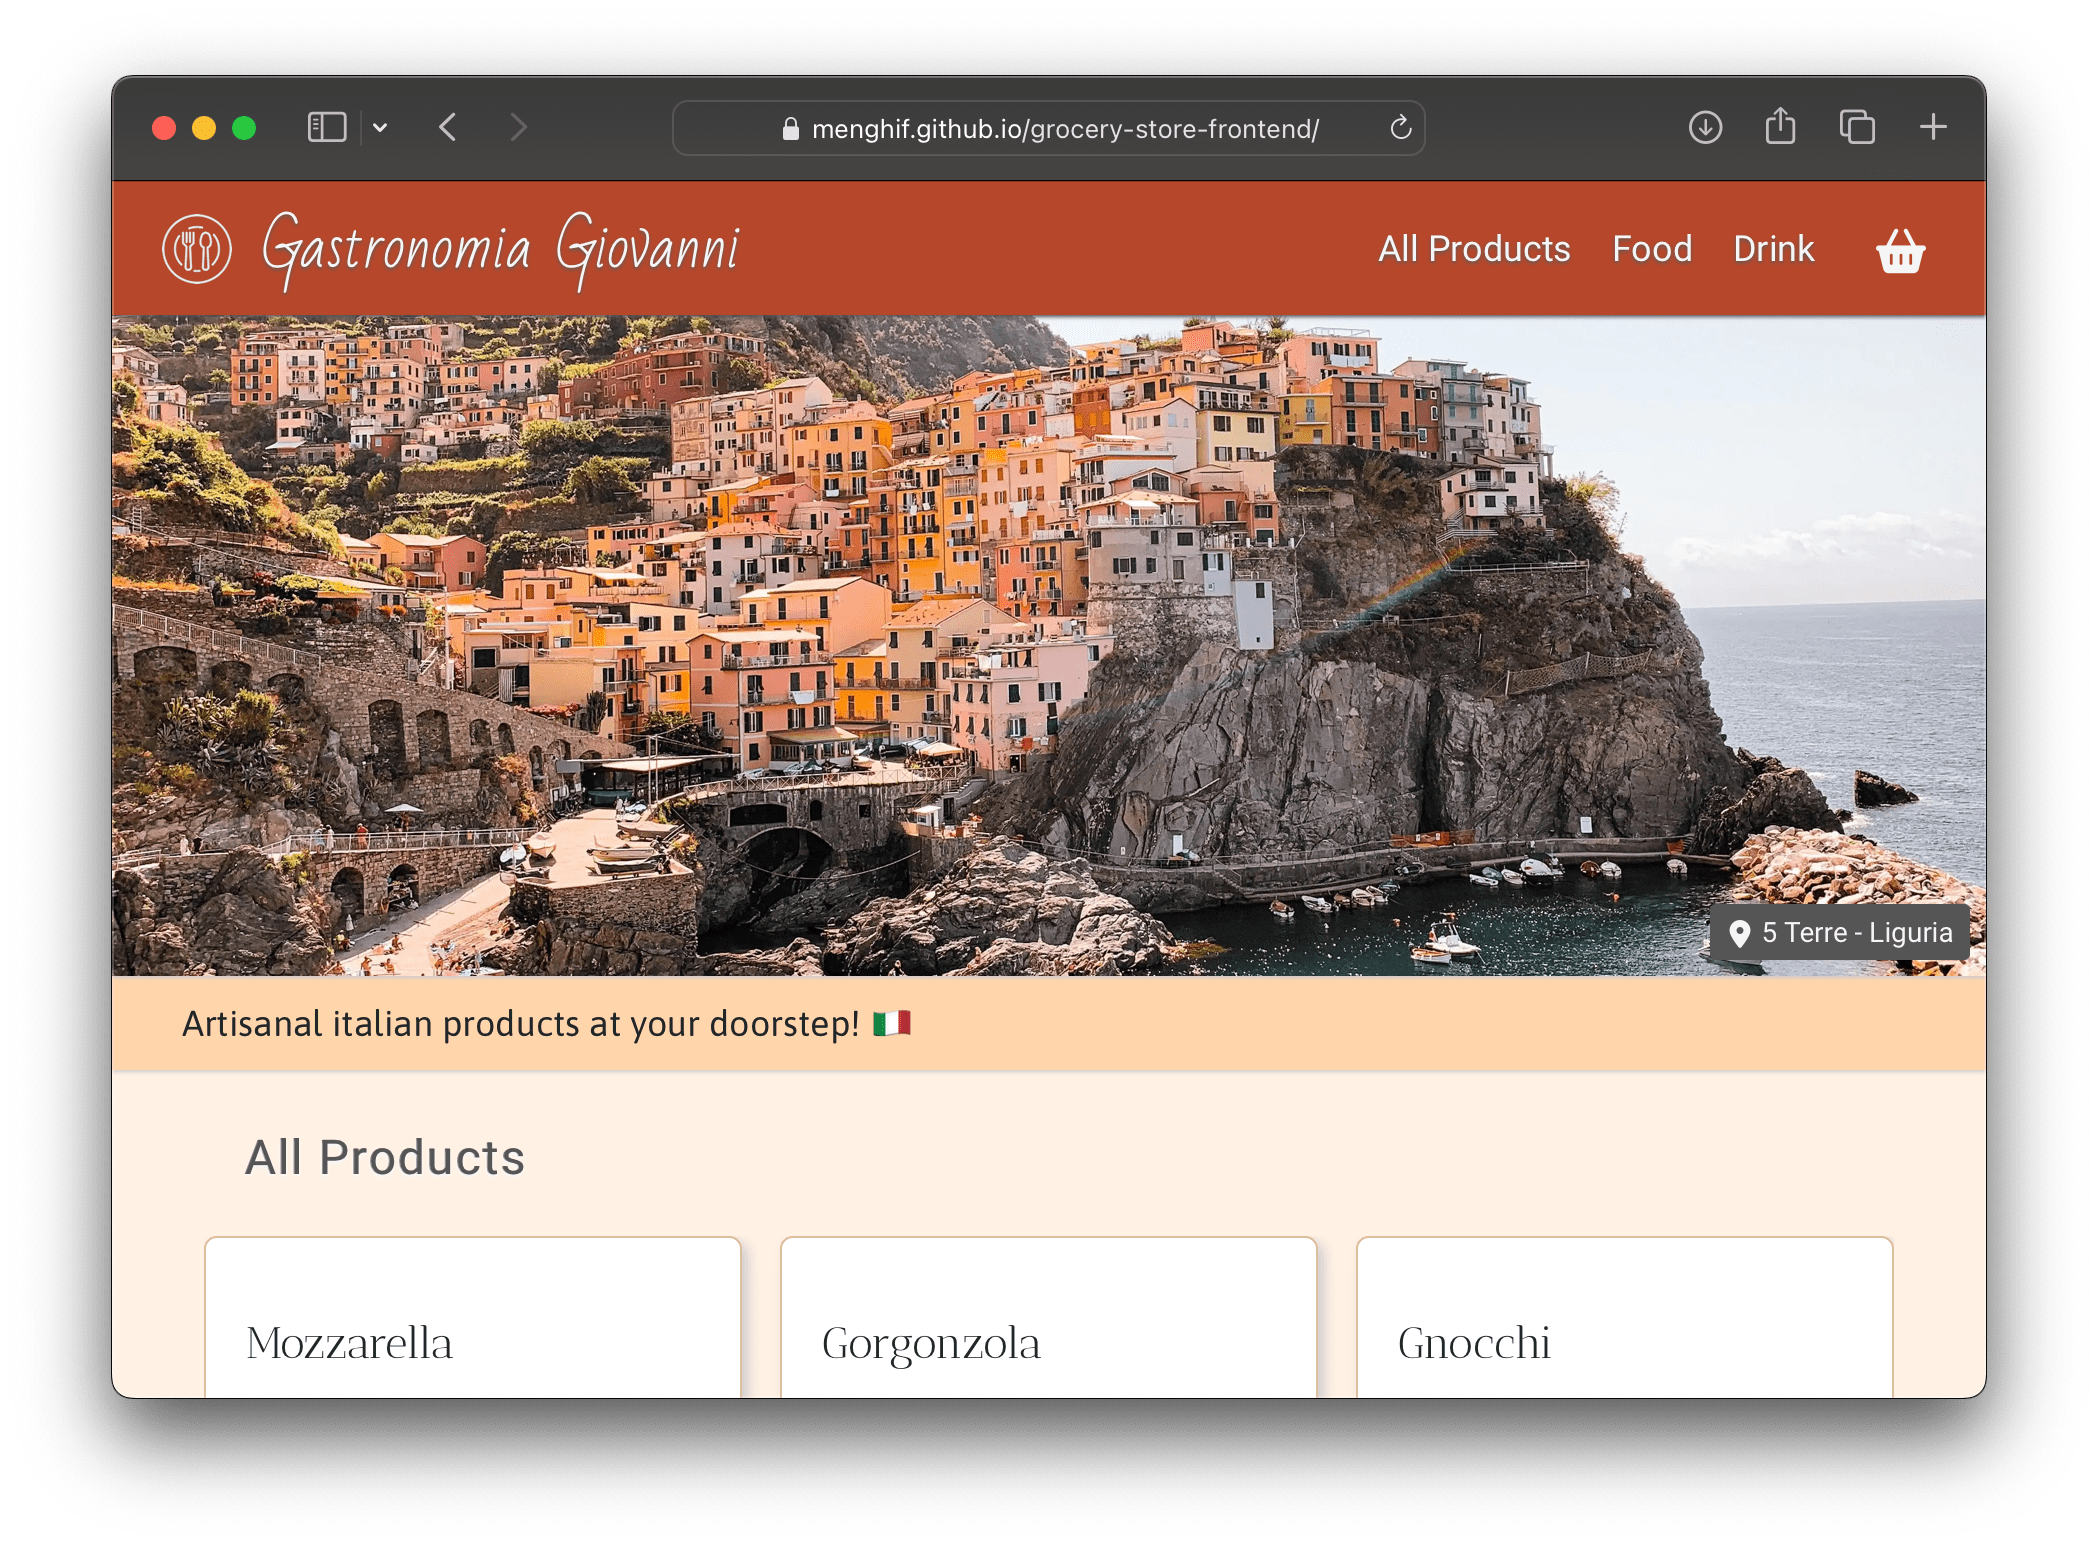 menghif.github.io/grocery-store-frontend/
Gastronomia Giovanni
All Products Food Drink
5 Terre - Liguria
Artisanal italian products at your doorstep! 🇮🇹
All Products
Mozzarella
Gorgonzola
Gnocchi